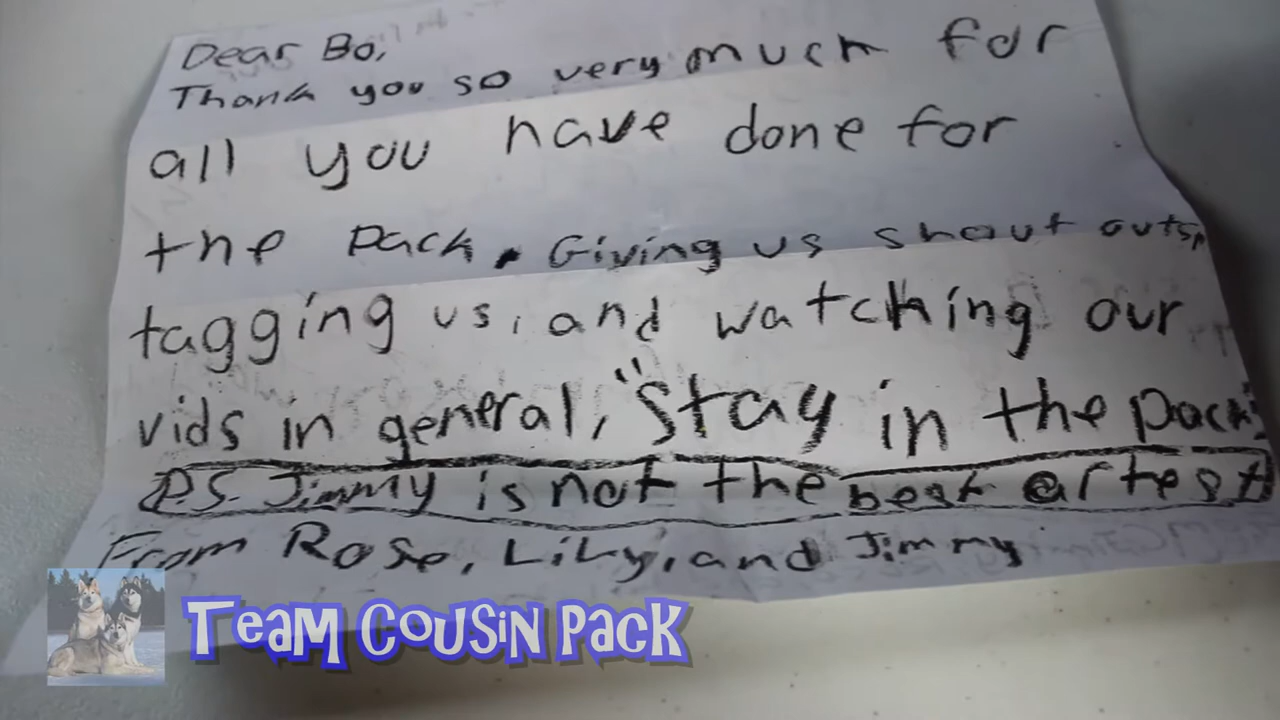 Dear Bo,
Thank you so very much for
all you have done for
the pack. Giving us shout outs,
tagging us, and watching our
vids in general, "Stay in the pack"
P.S. Jimmy is not the best artest
From Rose, Lily, and Jimmy
Team Cousin Pack